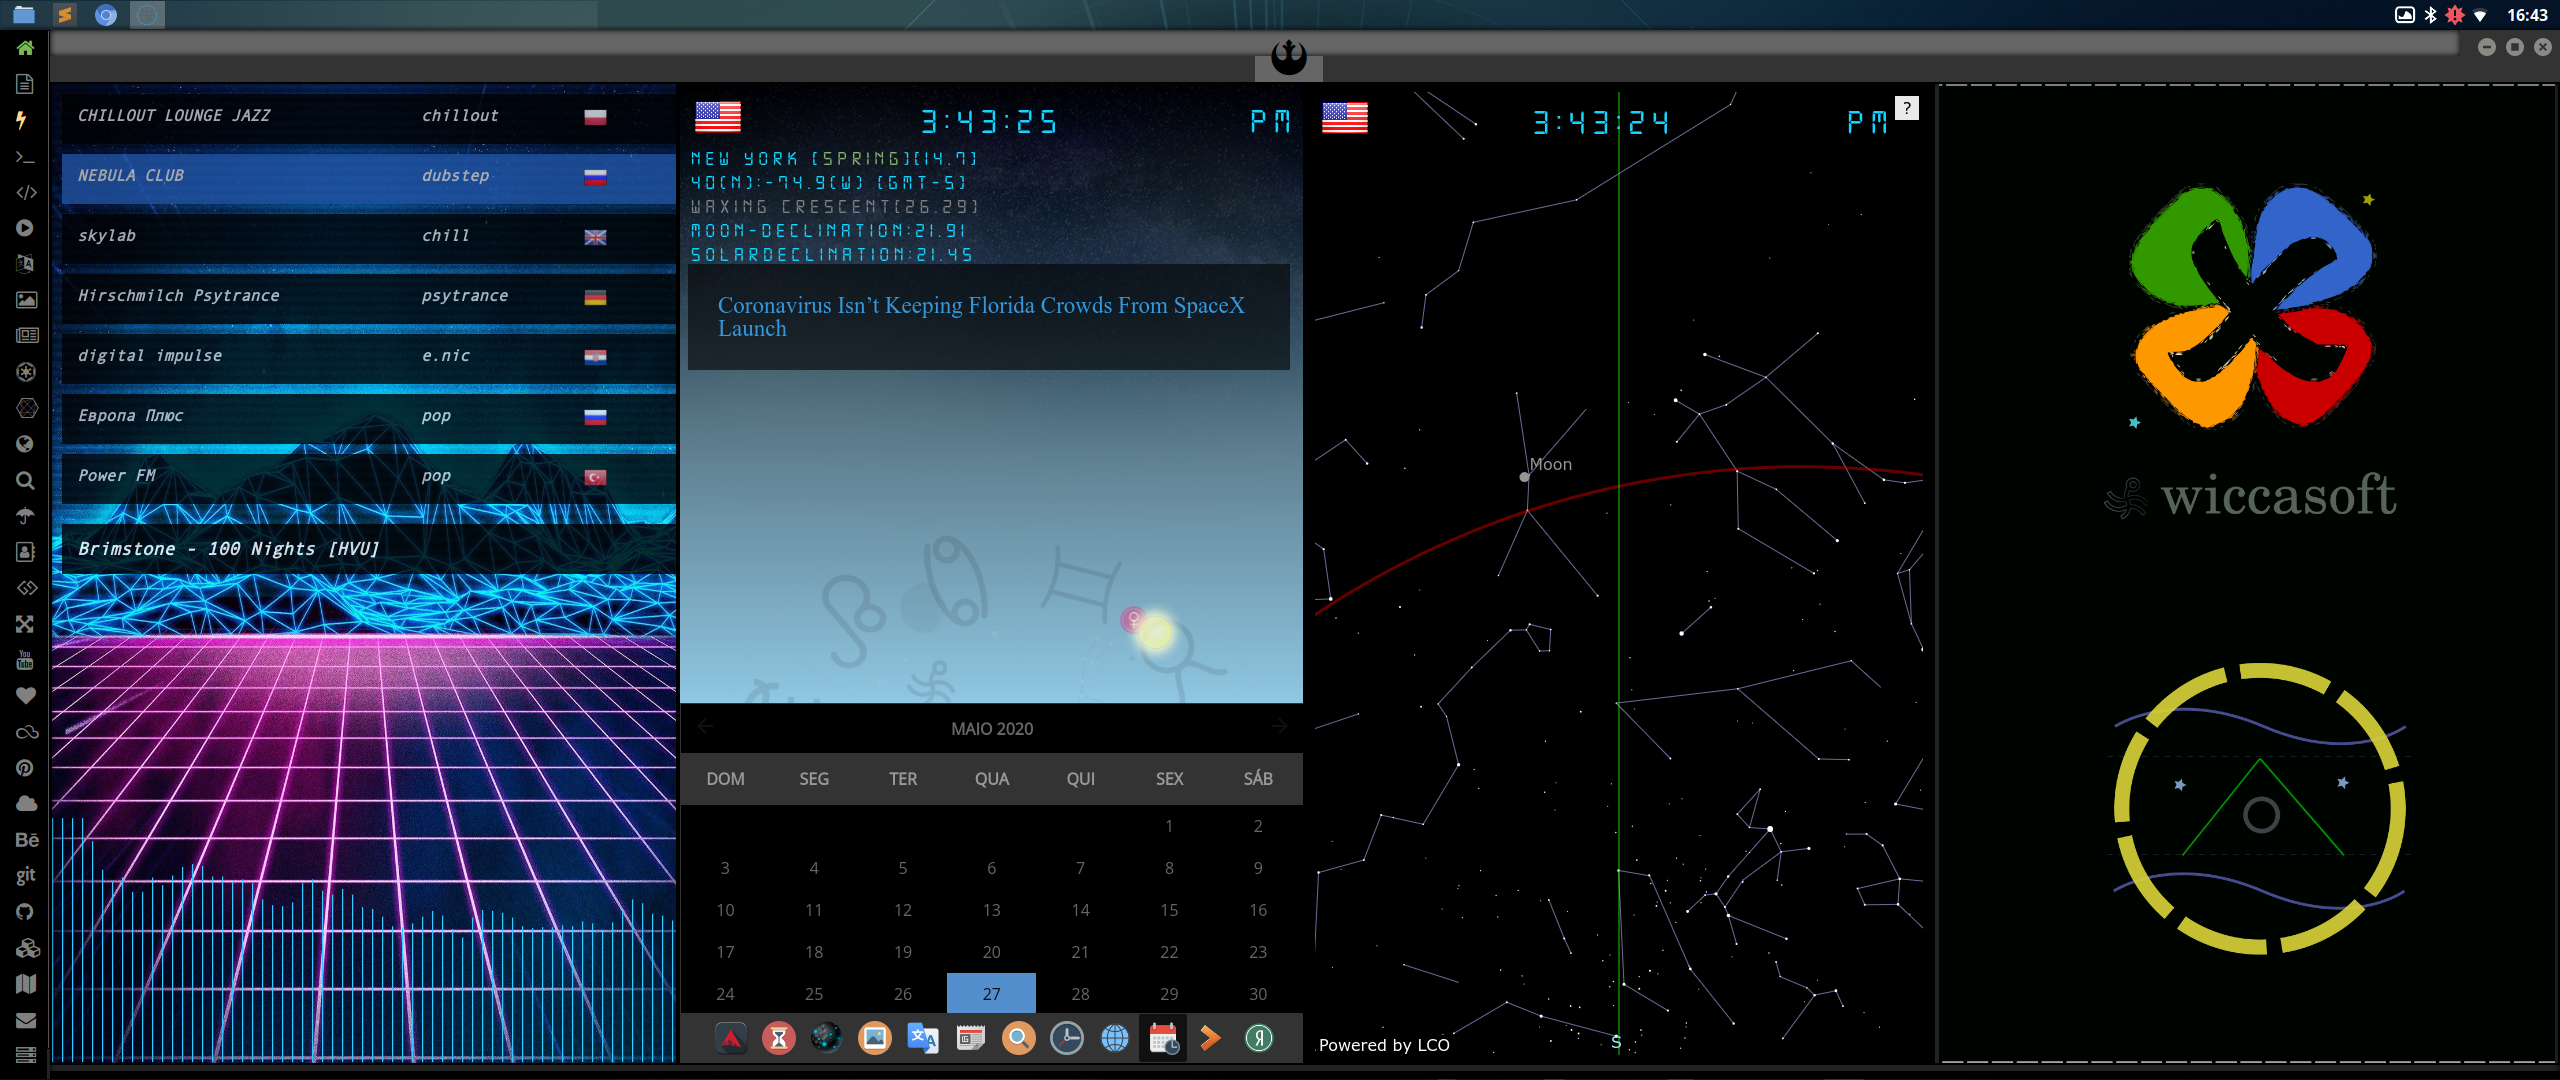 16:43
CHILLOUT LOUNGE JAZZ chillout
NEBULA CLUB dubstep
skylab chill
Hirschmilch Psytrance psytrance
digital impulse e.nic
Европа Плюс pop
Power FM pop
Brimstone - 100 Nights [HVU]
You
Tube
Bē
git
3:43:25 PM
NEW YORK [SPRING][14.7]
40(N):-74.9(W) [GMT-5]
WAXING CRESCENT[26.29]
MOON-DECLINATION:21.91
SOLARDECLINATION:21.45
Coronavirus Isn’t Keeping Florida Crowds From SpaceX
Launch
MAIO 2020
DOM SEG TER QUA QUI SEX SÁB
1 2
3 4 5 6 7 8 9
10 11 12 13 14 15 16
17 18 19 20 21 22 23
24 25 26 27 28 29 30
3:43:24 PM
?
Moon
S
Powered by LCO
wiccasoft